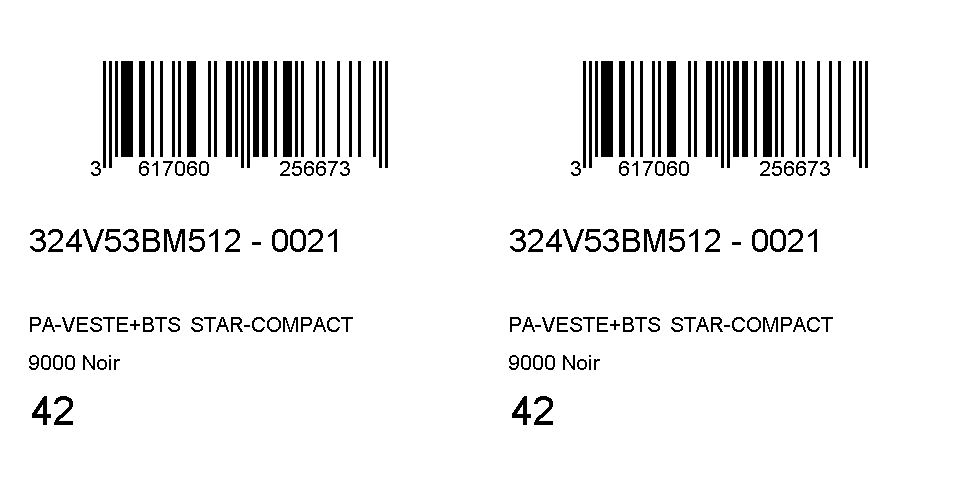 3 617060 256673
324V53BM512 - 0021
PA-VESTE+BTS STAR-COMPACT
9000 Noir
42
3 617060 256673
324V53BM512 - 0021
PA-VESTE+BTS STAR-COMPACT
9000 Noir
42